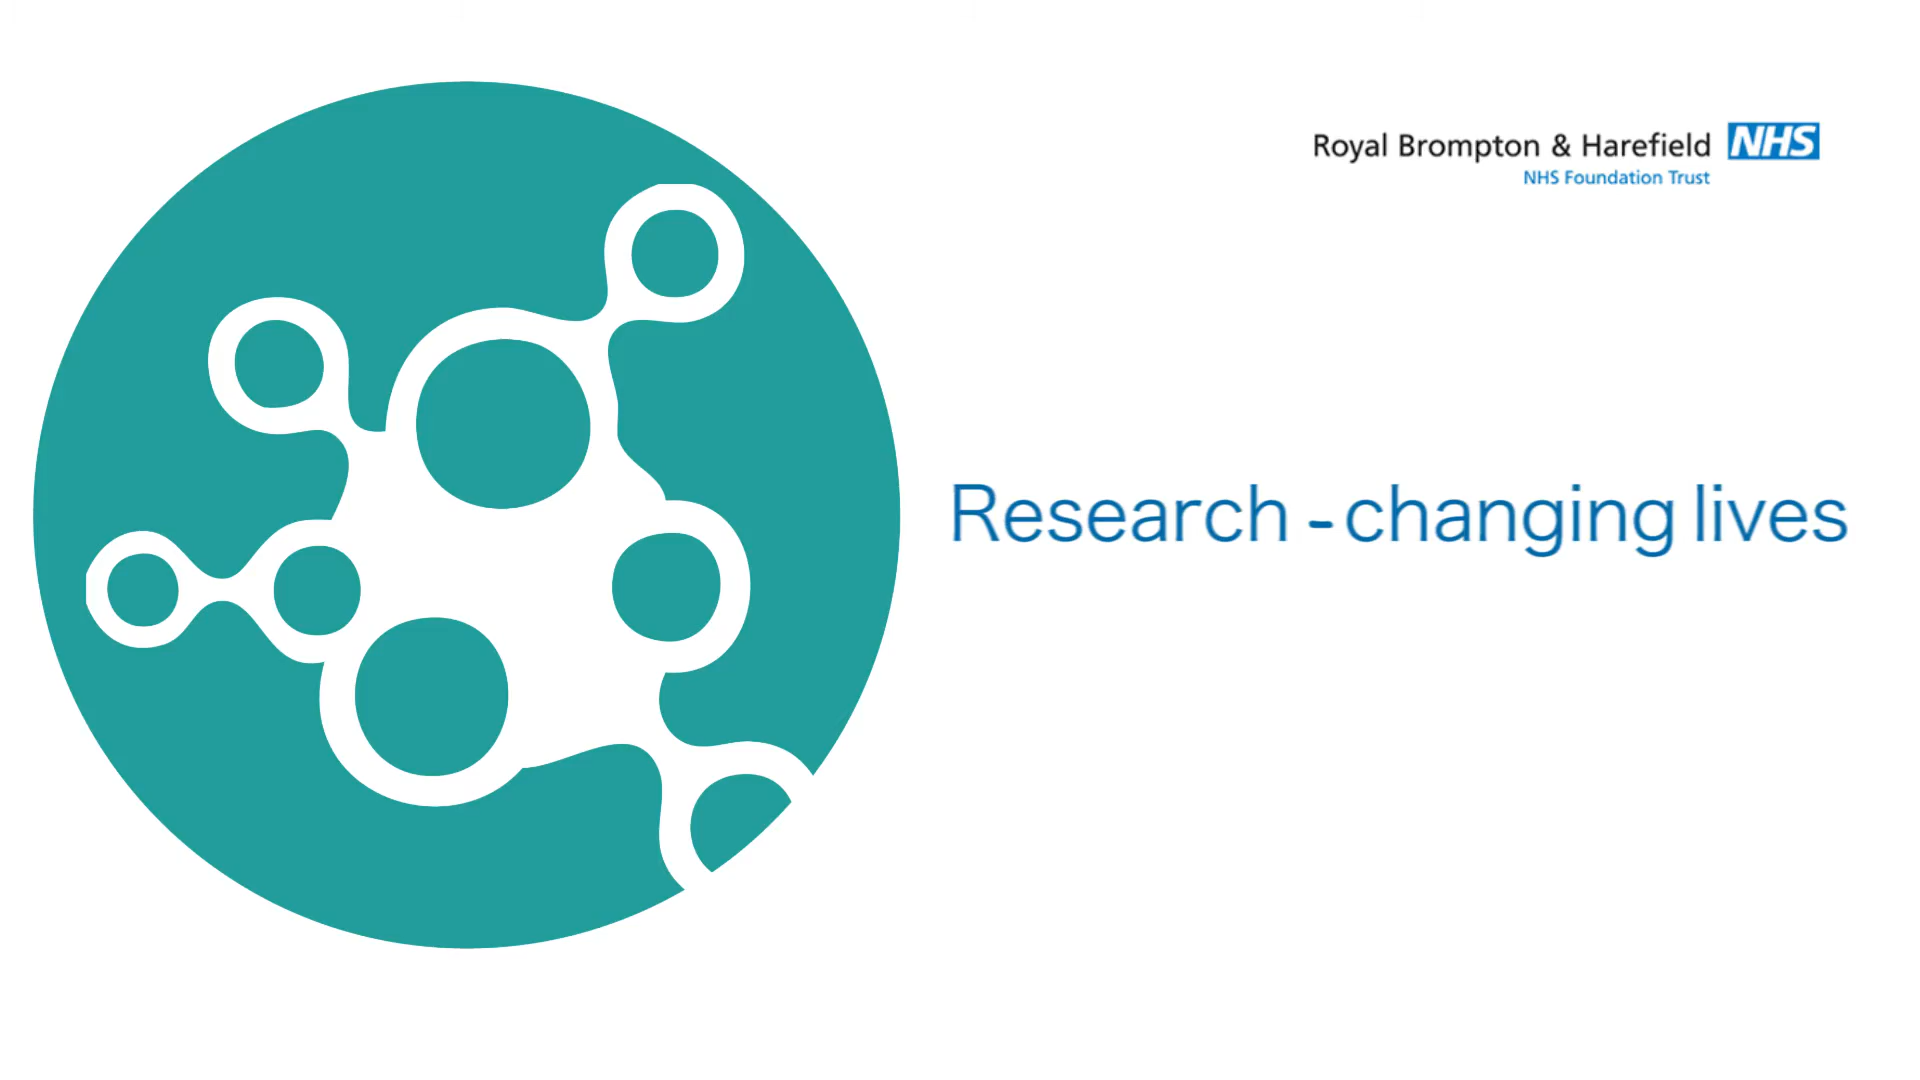 Royal Brompton & Harefield NHS
NHS Foundation Trust
Research - changing lives